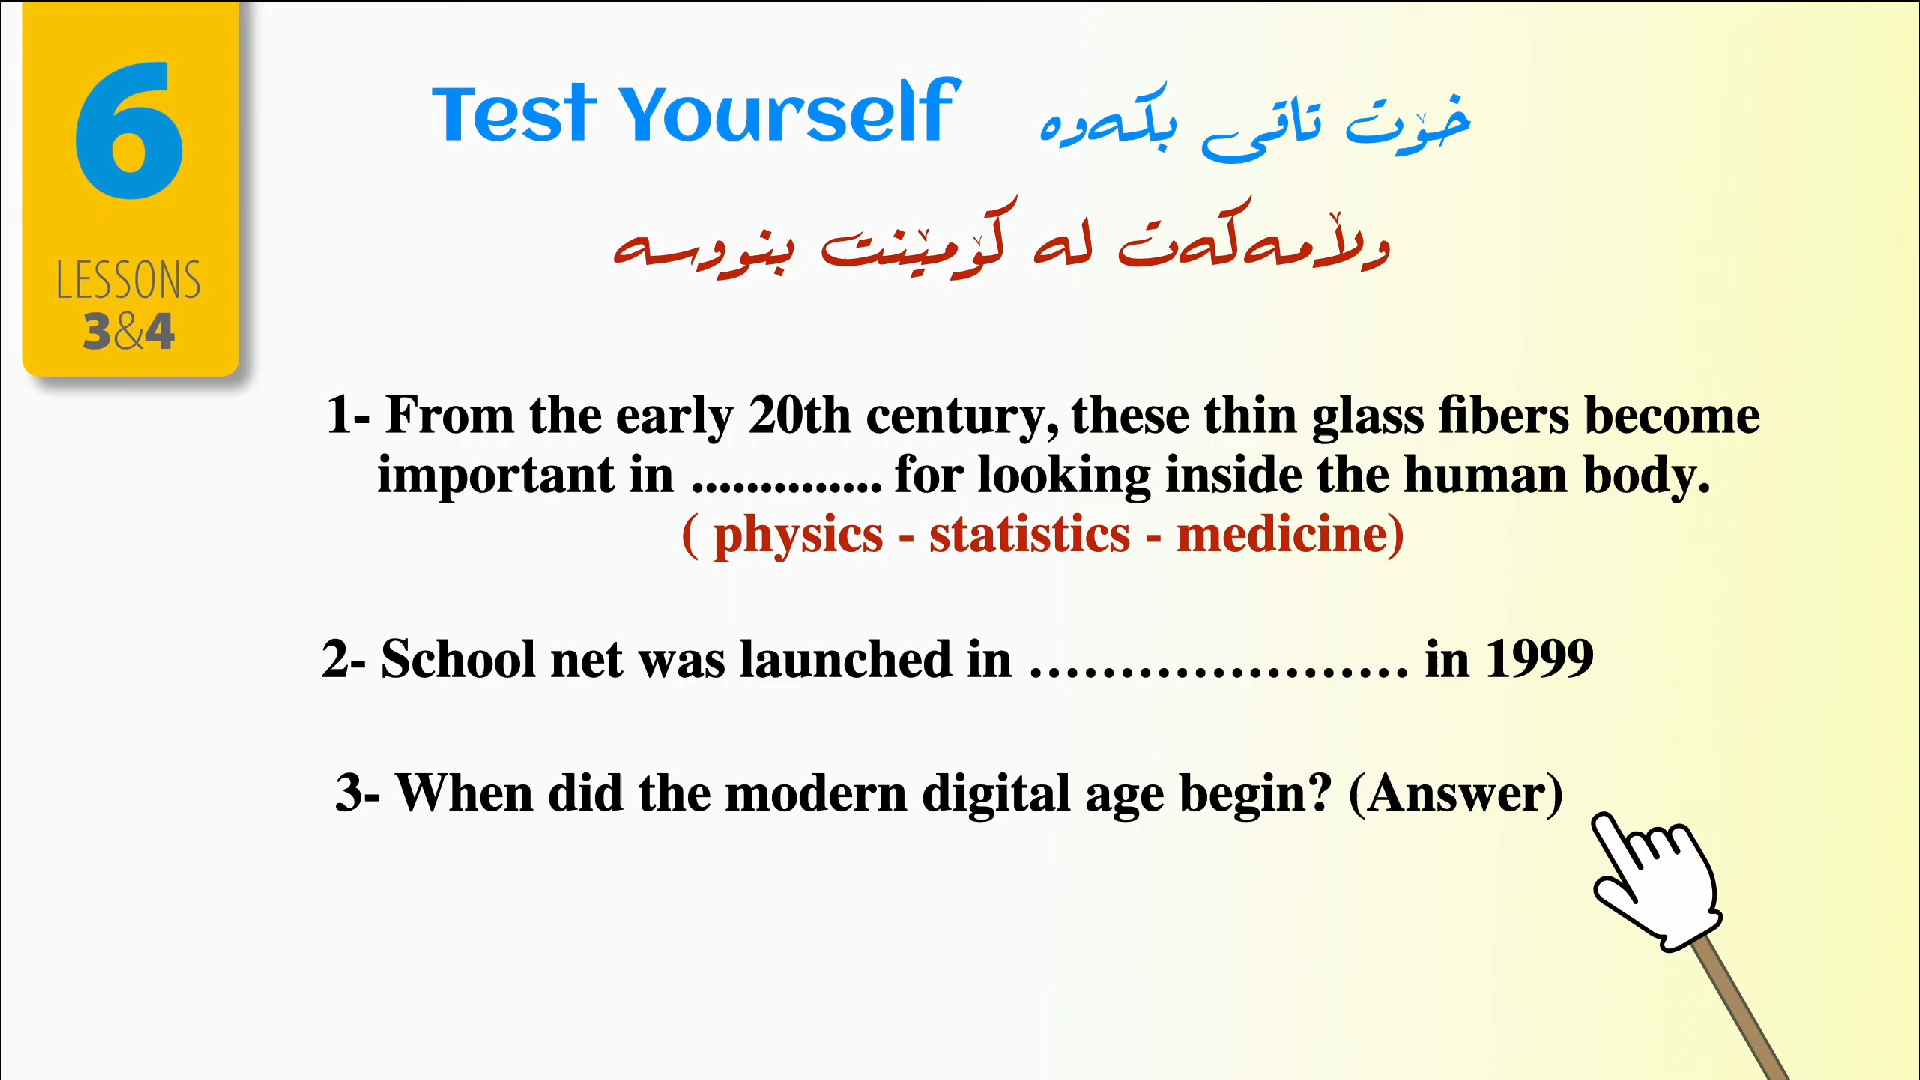 6
LESSONS
3&4
Test Yourself خۆت تاقی بکەوە
وەڵامەکەت لە کۆمێنت بنووسە
1- From the early 20th century, these thin glass fibers become
important in .............. for looking inside the human body.
( physics - statistics - medicine)
2- School net was launched in ..................... in 1999
3- When did the modern digital age begin? (Answer)